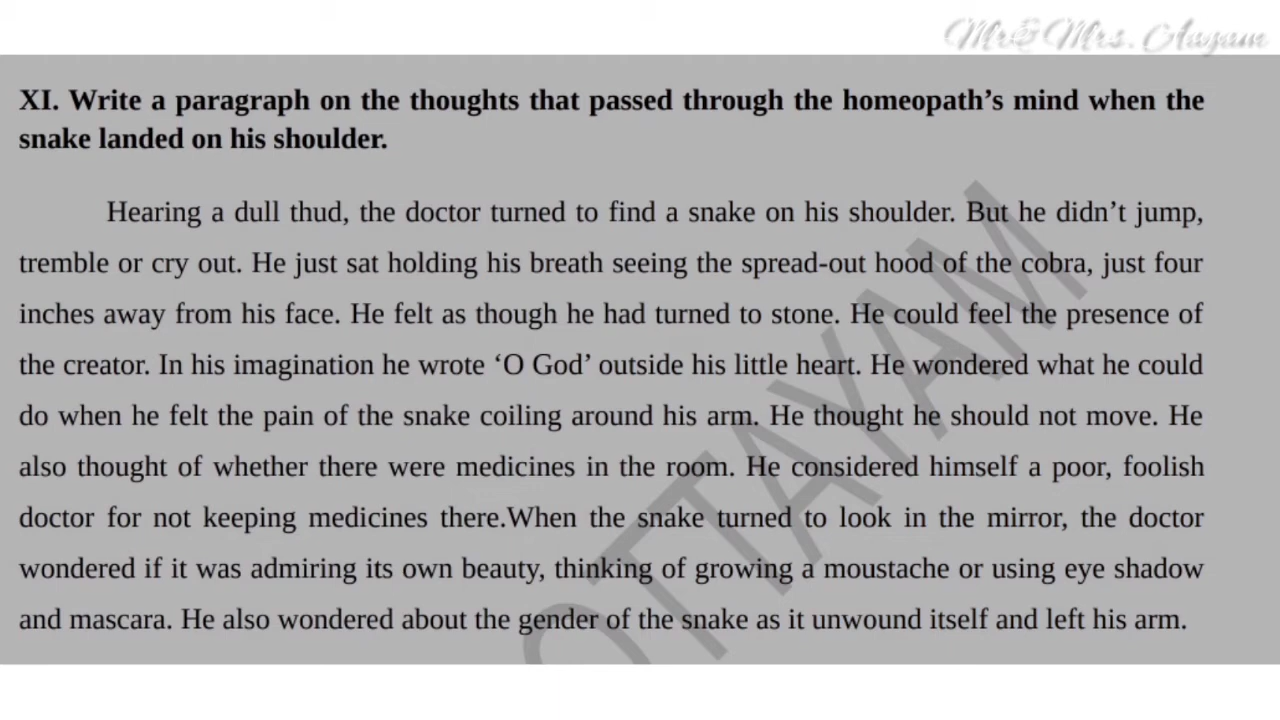 Mr&Mrs. Aayam
XI. Write a paragraph on the thoughts that passed through the homeopath’s mind when the
snake landed on his shoulder.
Hearing a dull thud, the doctor turned to find a snake on his shoulder. But he didn’t jump,
tremble or cry out. He just sat holding his breath seeing the spread-out hood of the cobra, just four
inches away from his face. He felt as though he had turned to stone. He could feel the presence of
the creator. In his imagination he wrote ‘O God’ outside his little heart. He wondered what he could
do when he felt the pain of the snake coiling around his arm. He thought he should not move. He
also thought of whether there were medicines in the room. He considered himself a poor, foolish
doctor for not keeping medicines there.When the snake turned to look in the mirror, the doctor
wondered if it was admiring its own beauty, thinking of growing a moustache or using eye shadow
and mascara. He also wondered about the gender of the snake as it unwound itself and left his arm.
OTTAYAM